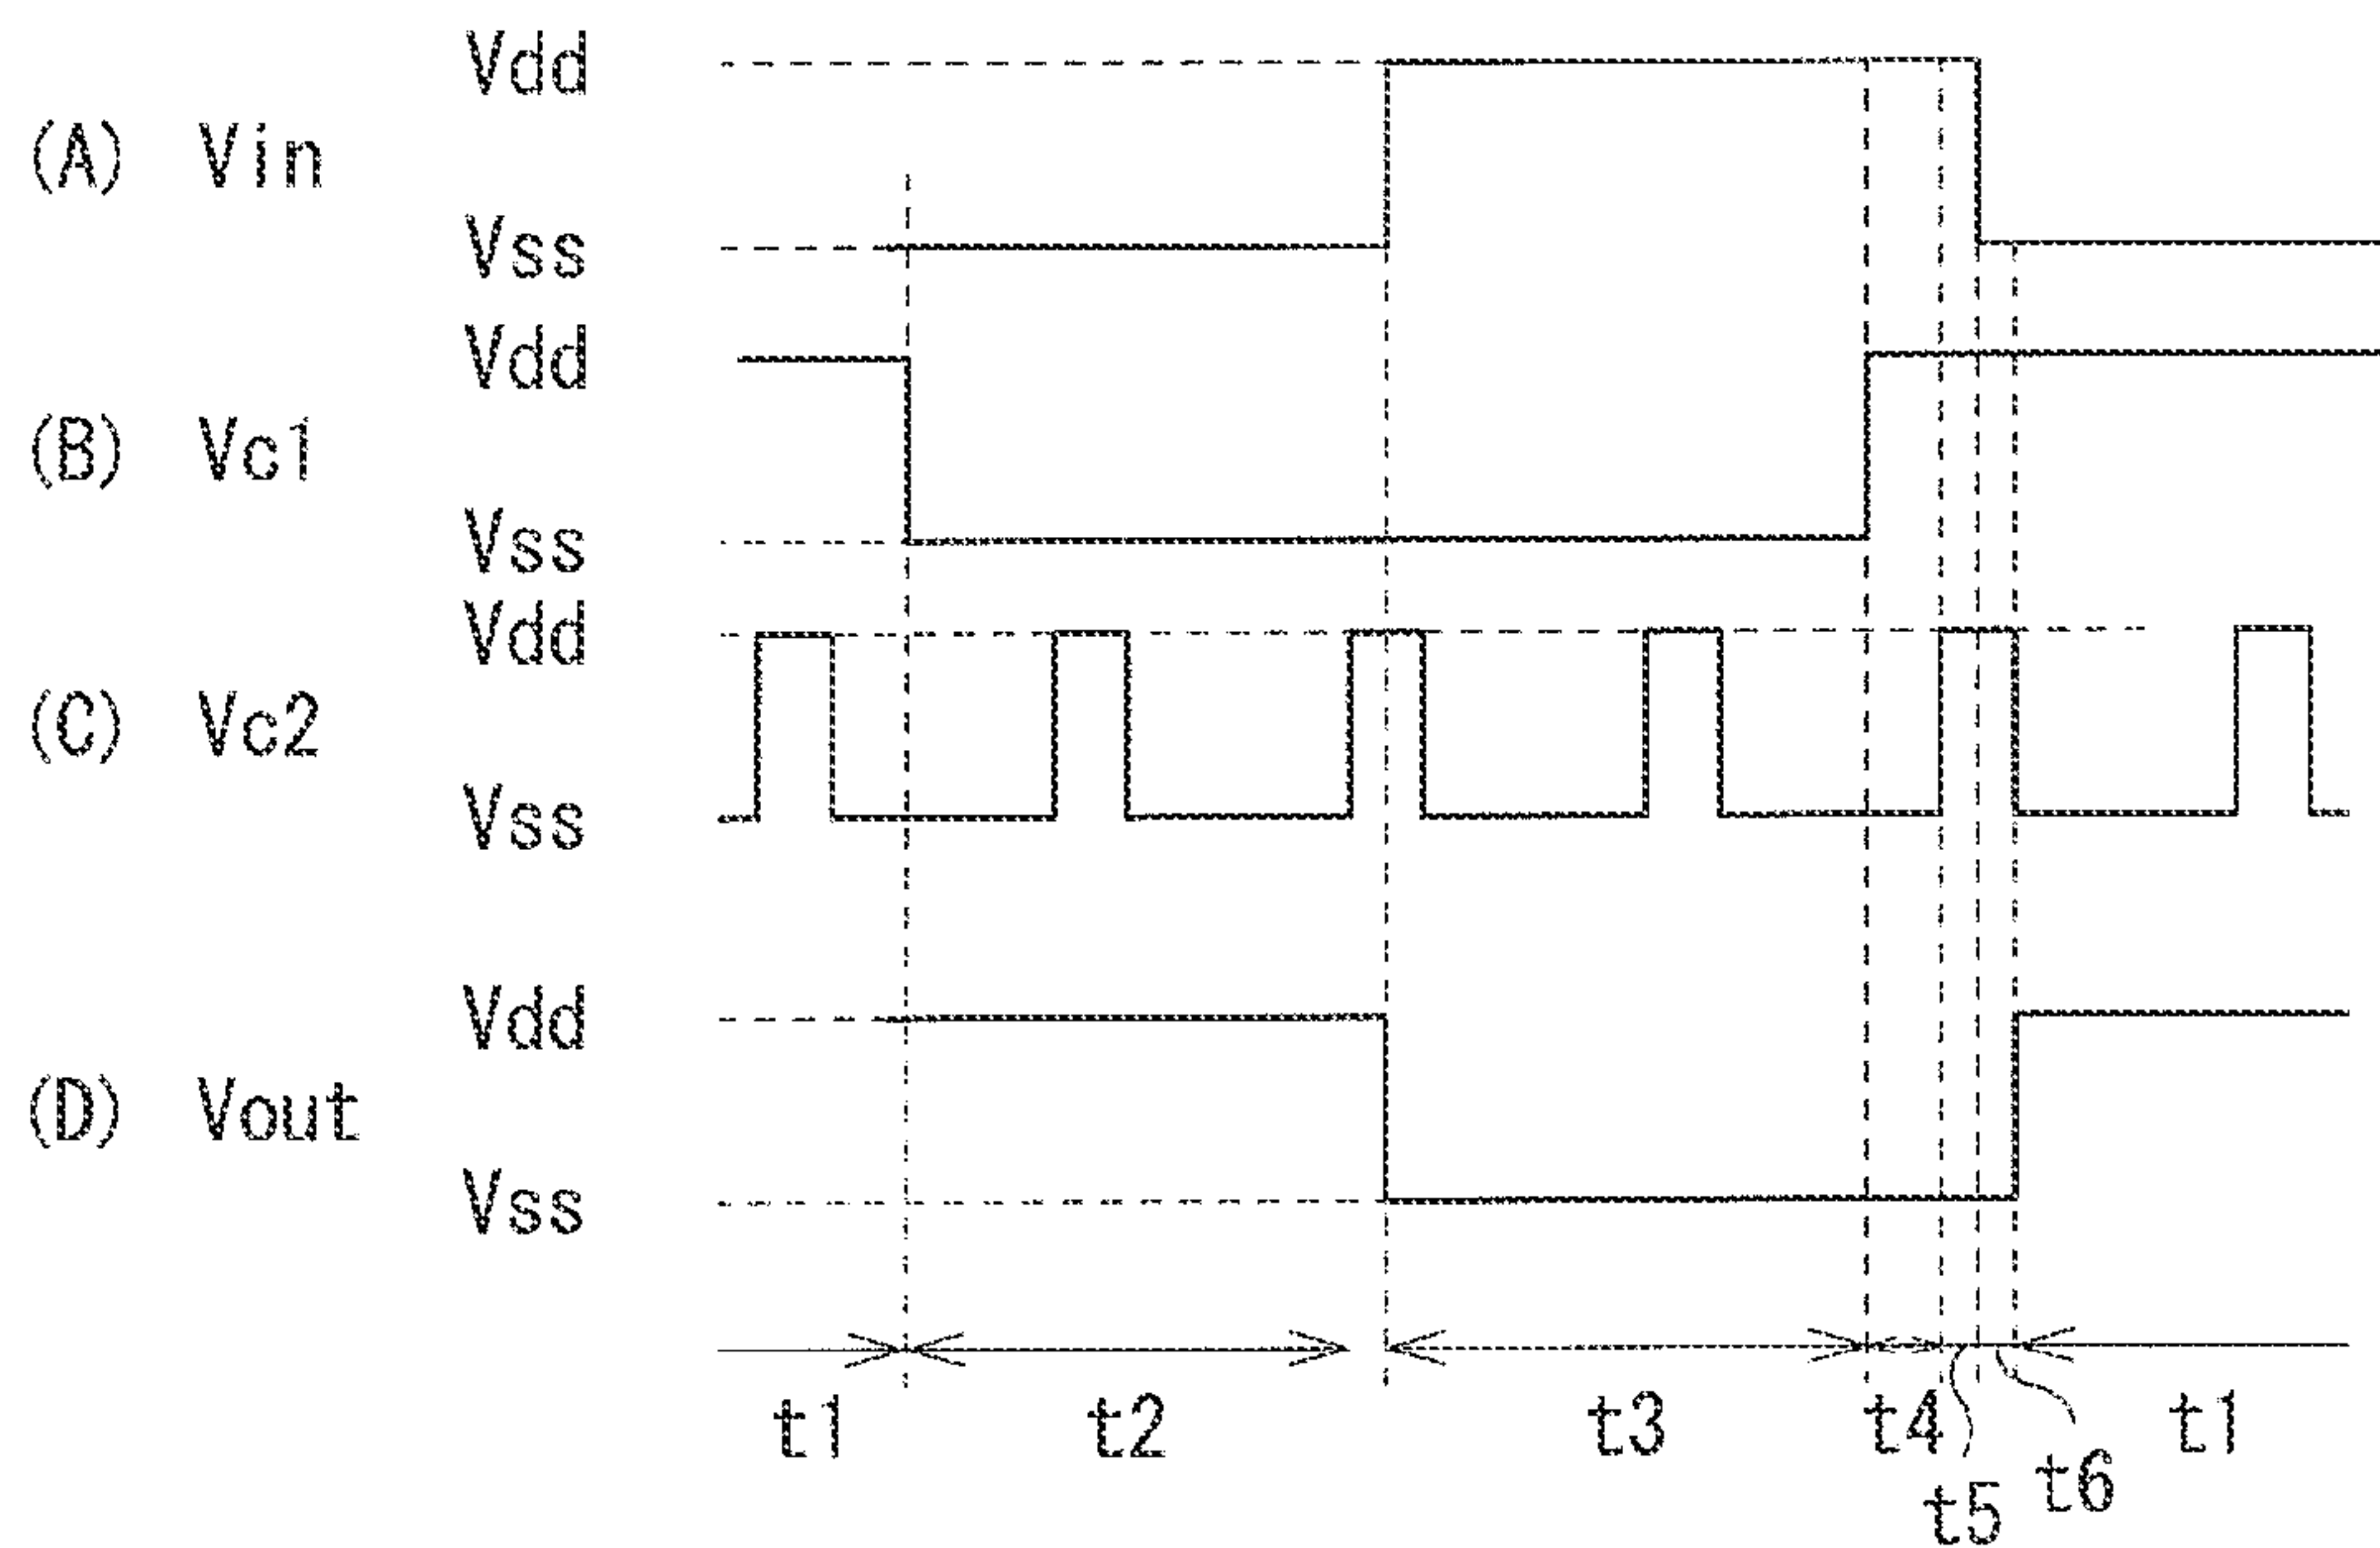 Vdd
(A) Vin
Vss
Vdd
(B) Vc1
Vss
Vdd
(C) Vc2
Vss
Vdd
(D) Vout
Vss
t1 t2 t3 t4 t1
t5 t6